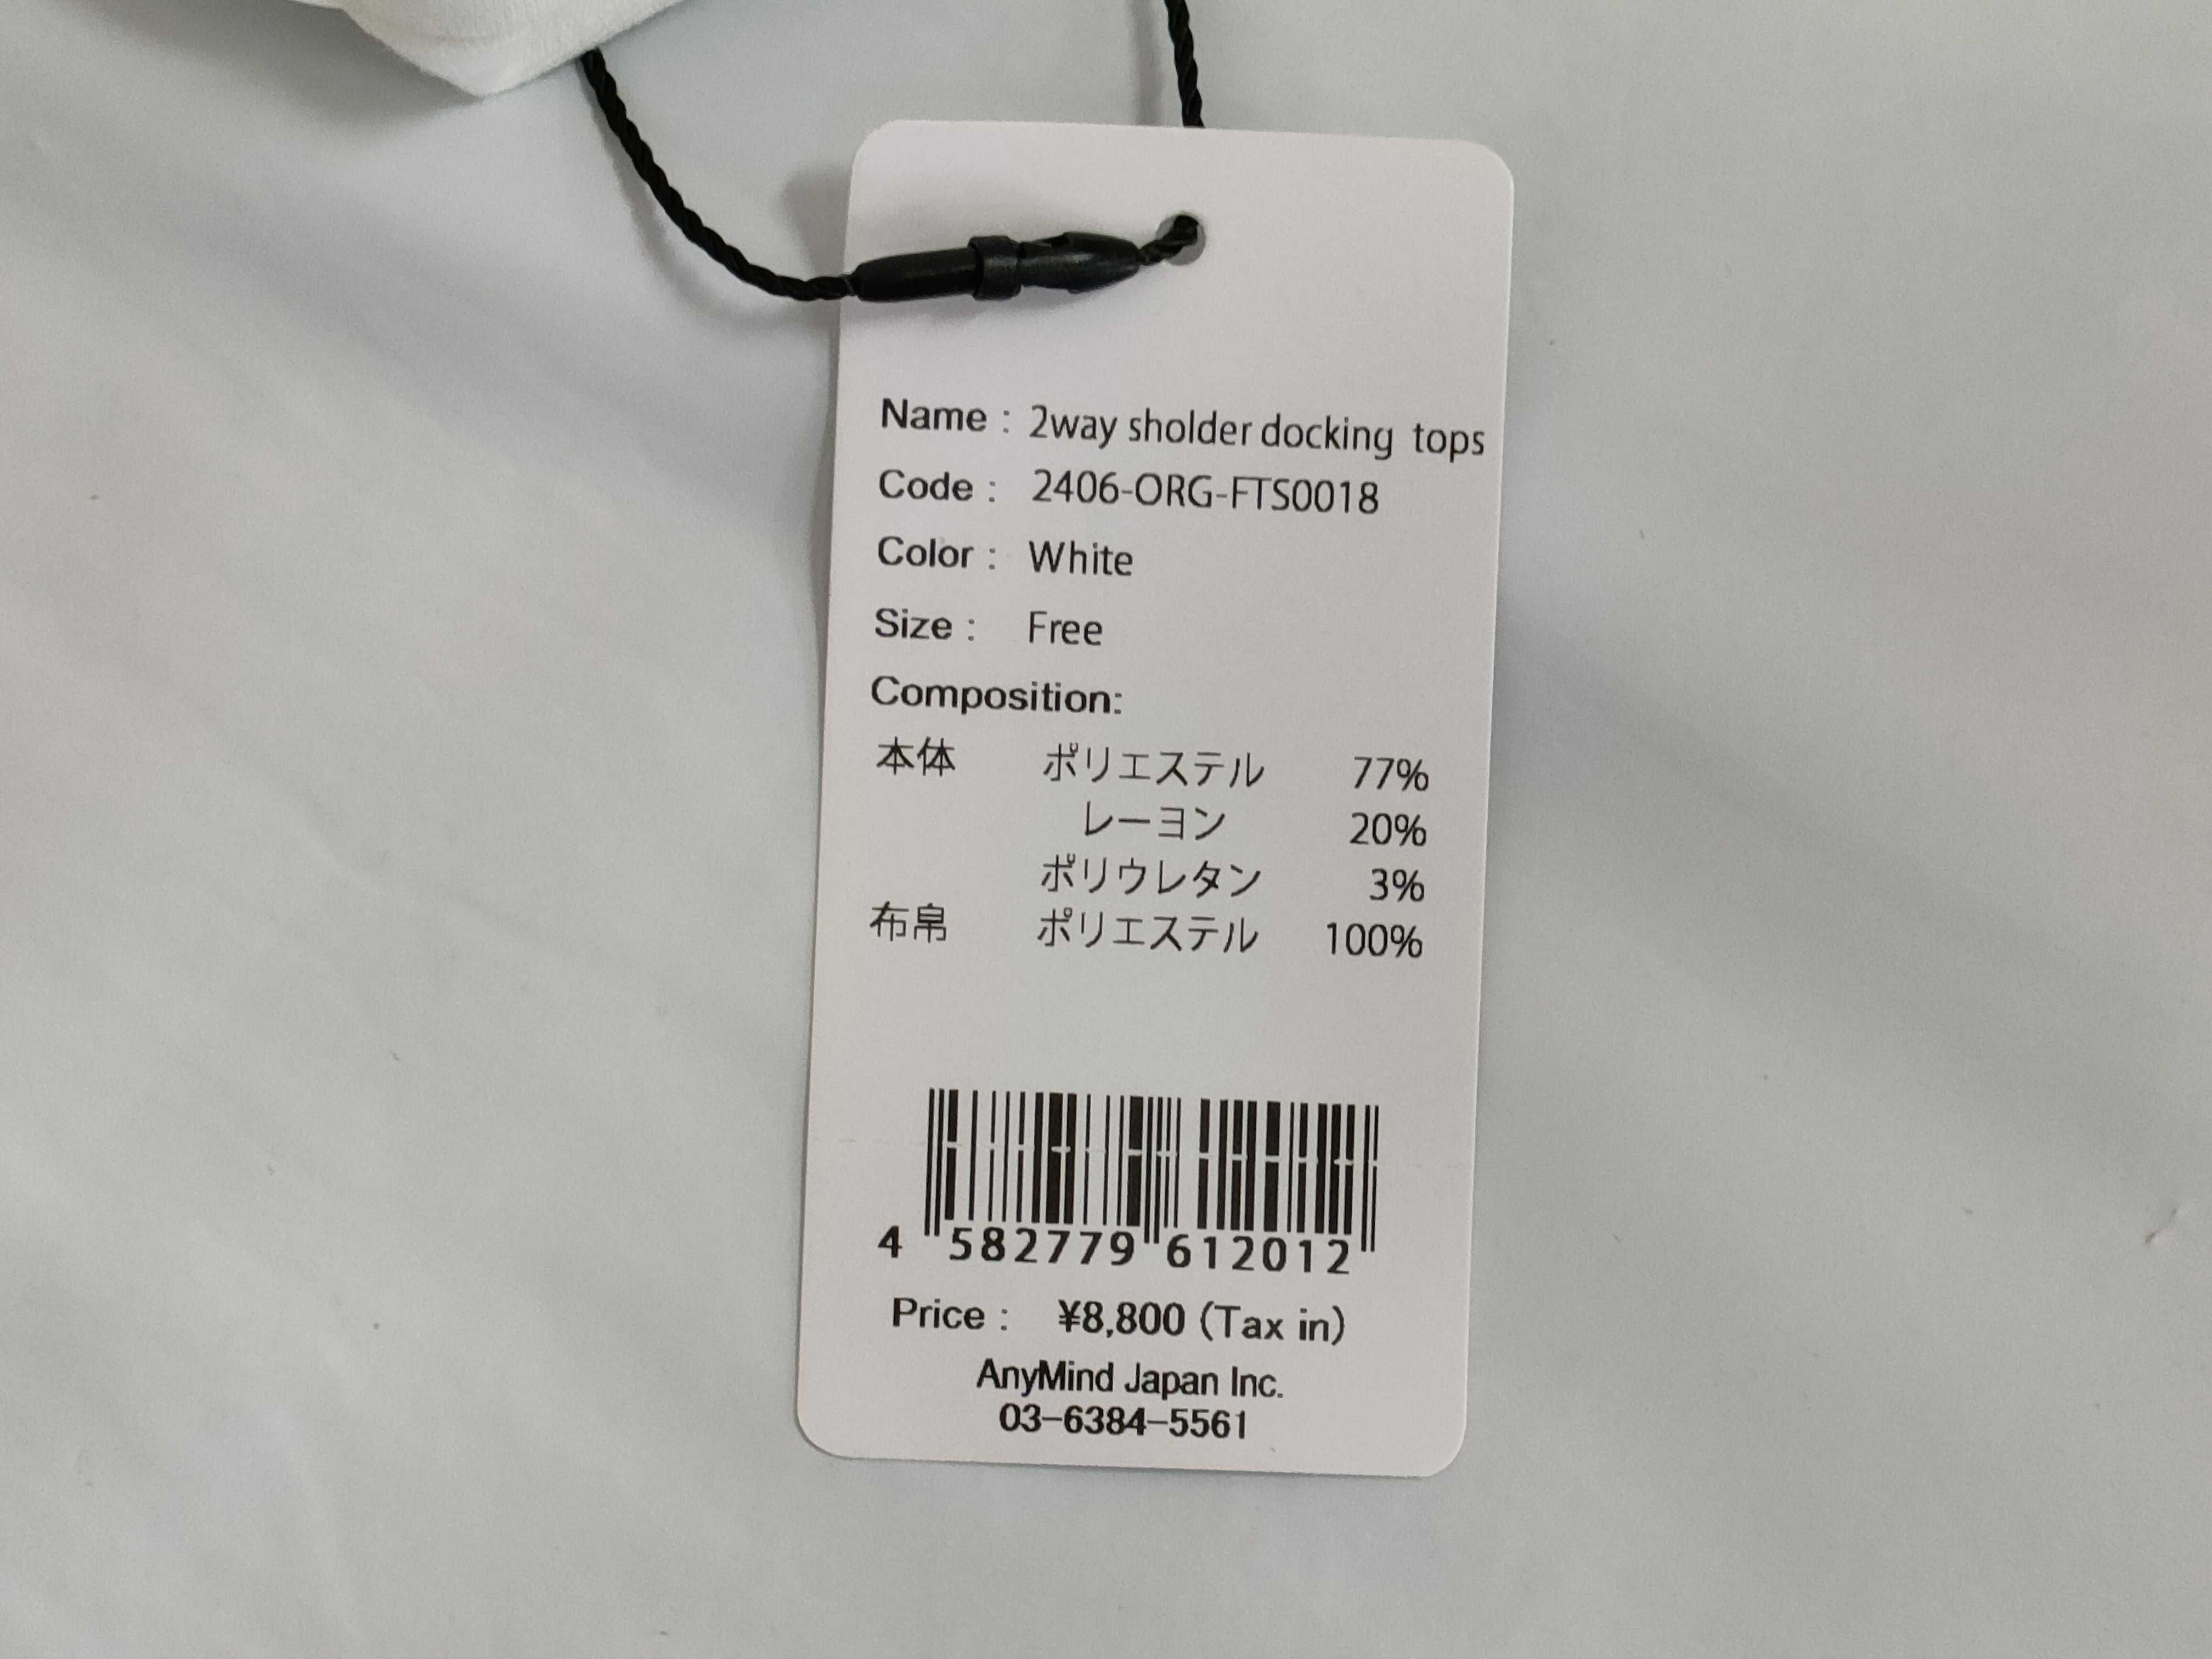 Name : 2way sholder docking tops
Code : 2406-ORG-FTS0018
Color : White
Size : Free
Composition:
本体 ポリエステル 77%
レーヨン 20%
ポリウレタン 3%
布帛 ポリエステル 100%
4 582779 612012
Price : ¥8,800 (Tax in)
AnyMind Japan Inc.
03-6384-5561